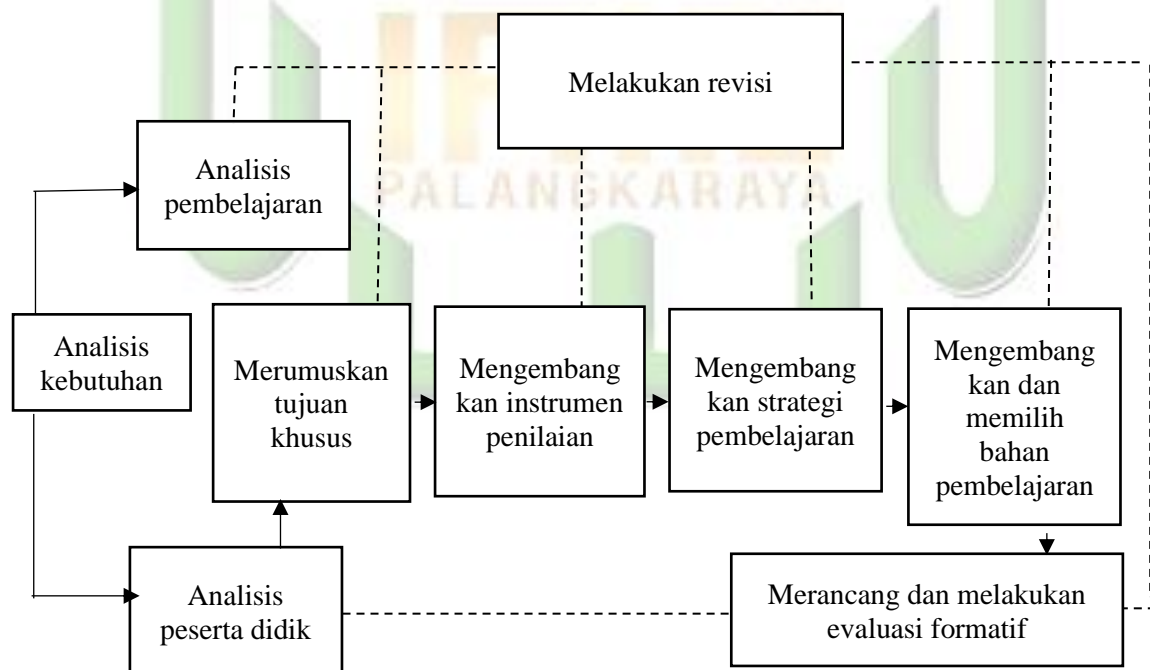 Melakukan revisi
Analisis
pembelajaran
PALANGKARAYA
Analisis
kebutuhan
Merumuskan
tujuan
khusus
Mengembang
kan instrumen
penilaian
Mengembang
kan strategi
pembelajaran
Mengembang
kan dan
memilih
bahan
pembelajaran
Analisis
peserta didik
Merancang dan melakukan
evaluasi formatif